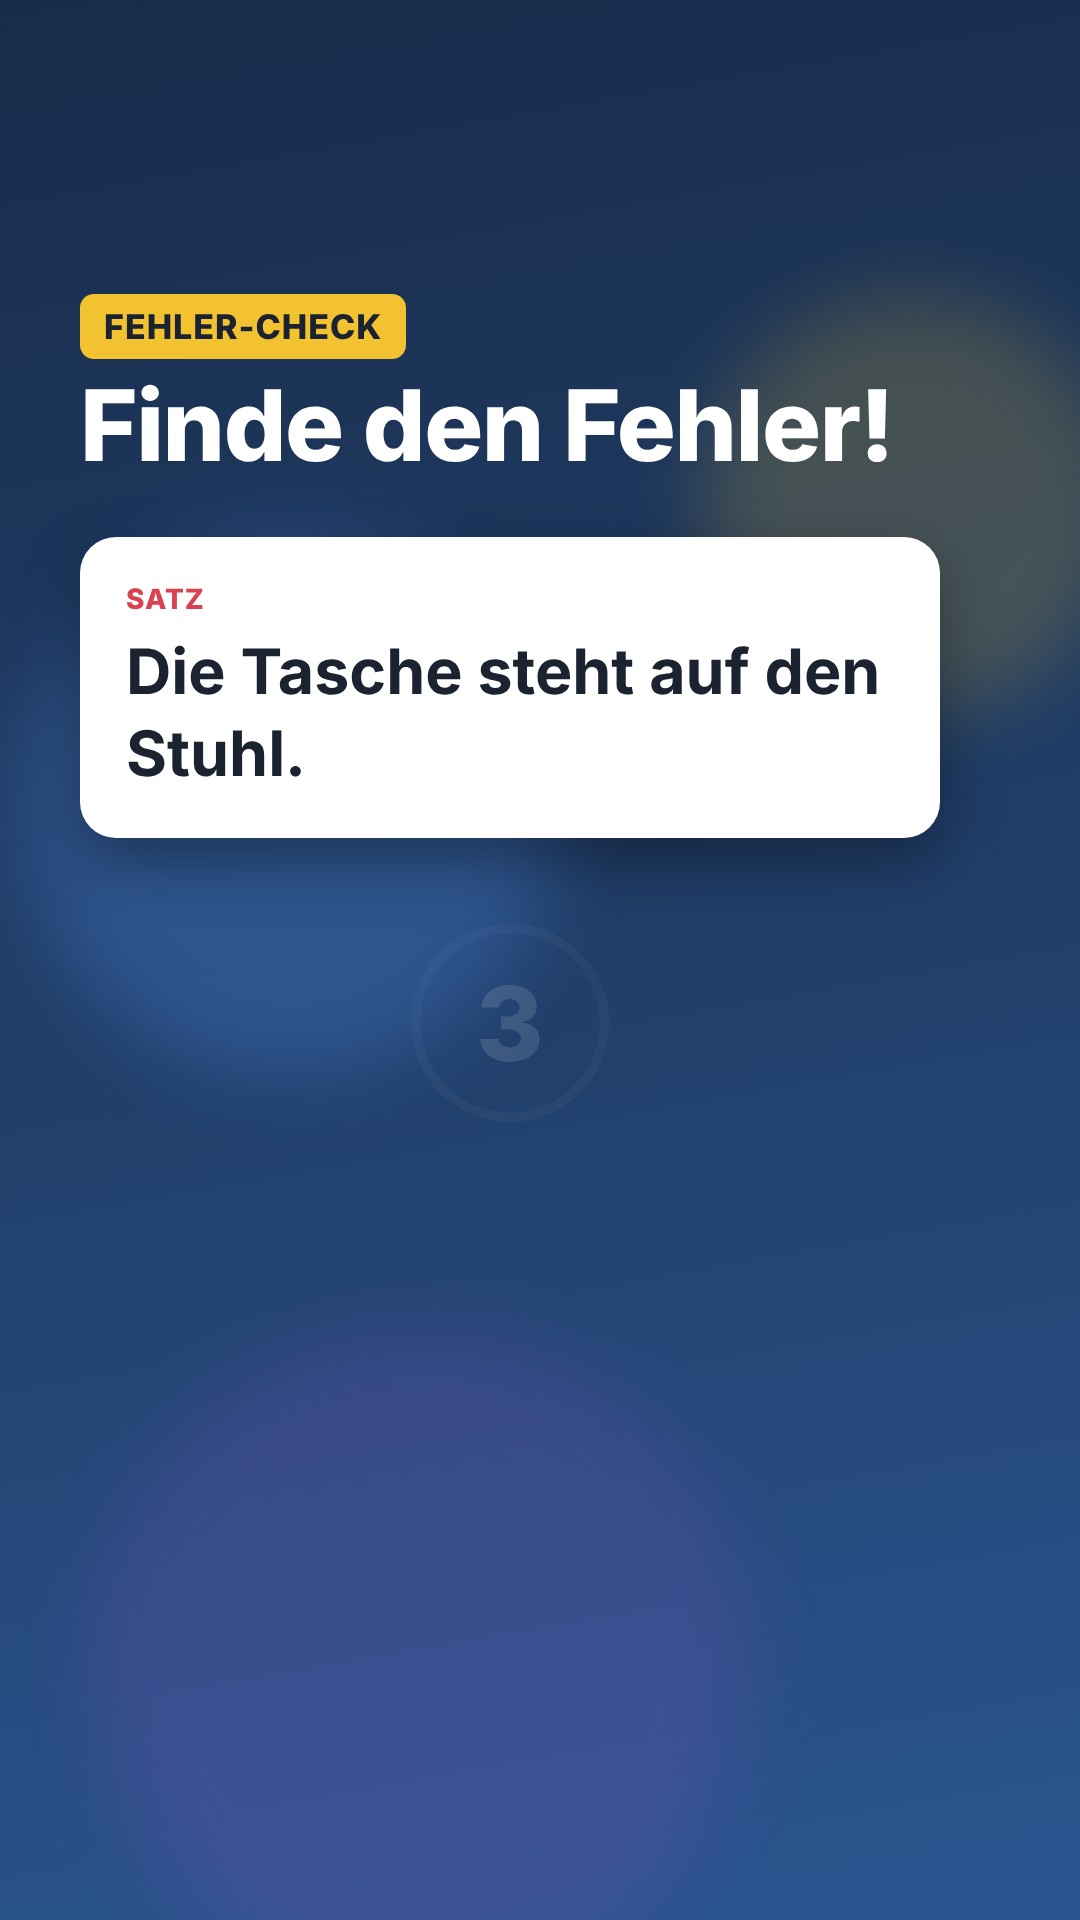 FEHLER-CHECK
Finde den Fehler!
SATZ
Die Tasche steht auf den
Stuhl.
3